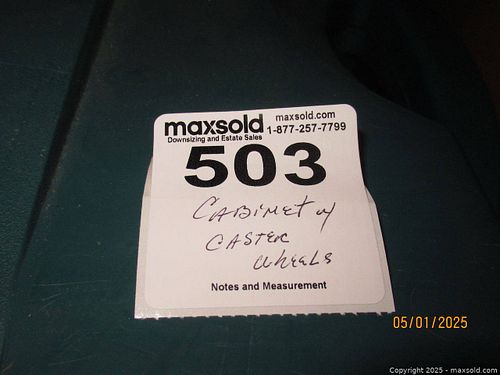 maxsold maxsold.com
Downsizing and Estate Sales 1-877-257-7799
503
CABINET w/
CASTER
WHEELS
Notes and Measurement
05/01/2025
Copyright 2025 - maxsold.com